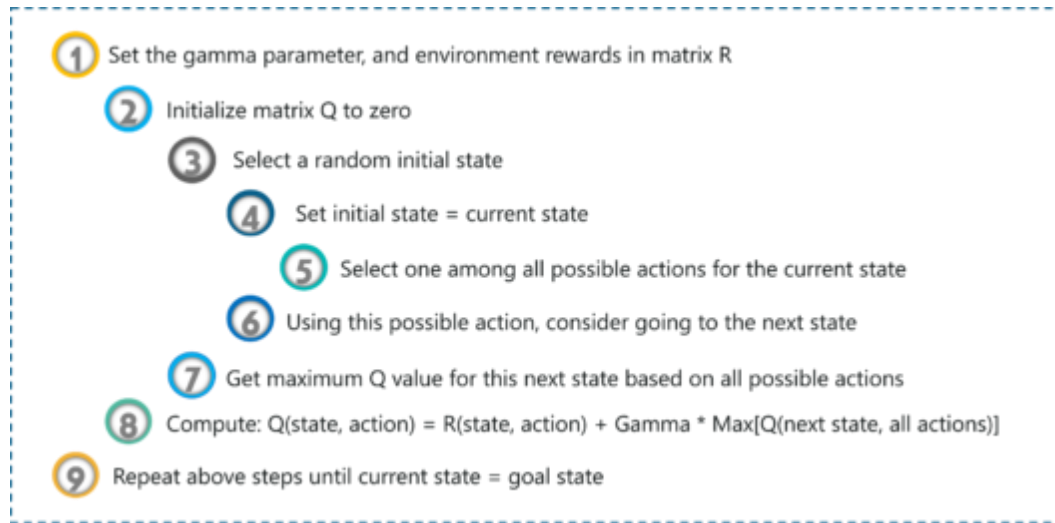 1 Set the gamma parameter, and environment rewards in matrix R
2 Initialize matrix Q to zero
3 Select a random initial state
4 Set initial state = current state
5 Select one among all possible actions for the current state
6 Using this possible action, consider going to the next state
7 Get maximum Q value for this next state based on all possible actions
8 Compute: Q(state, action) = R(state, action) + Gamma * Max[Q(next state, all actions)]
9 Repeat above steps until current state = goal state